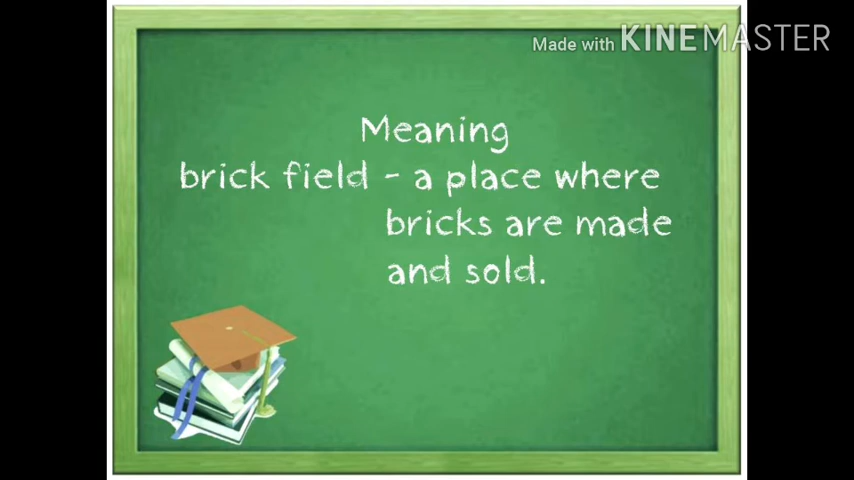 Made with KINEMASTER
Meaning
brick field - a place where
bricks are made
and sold.